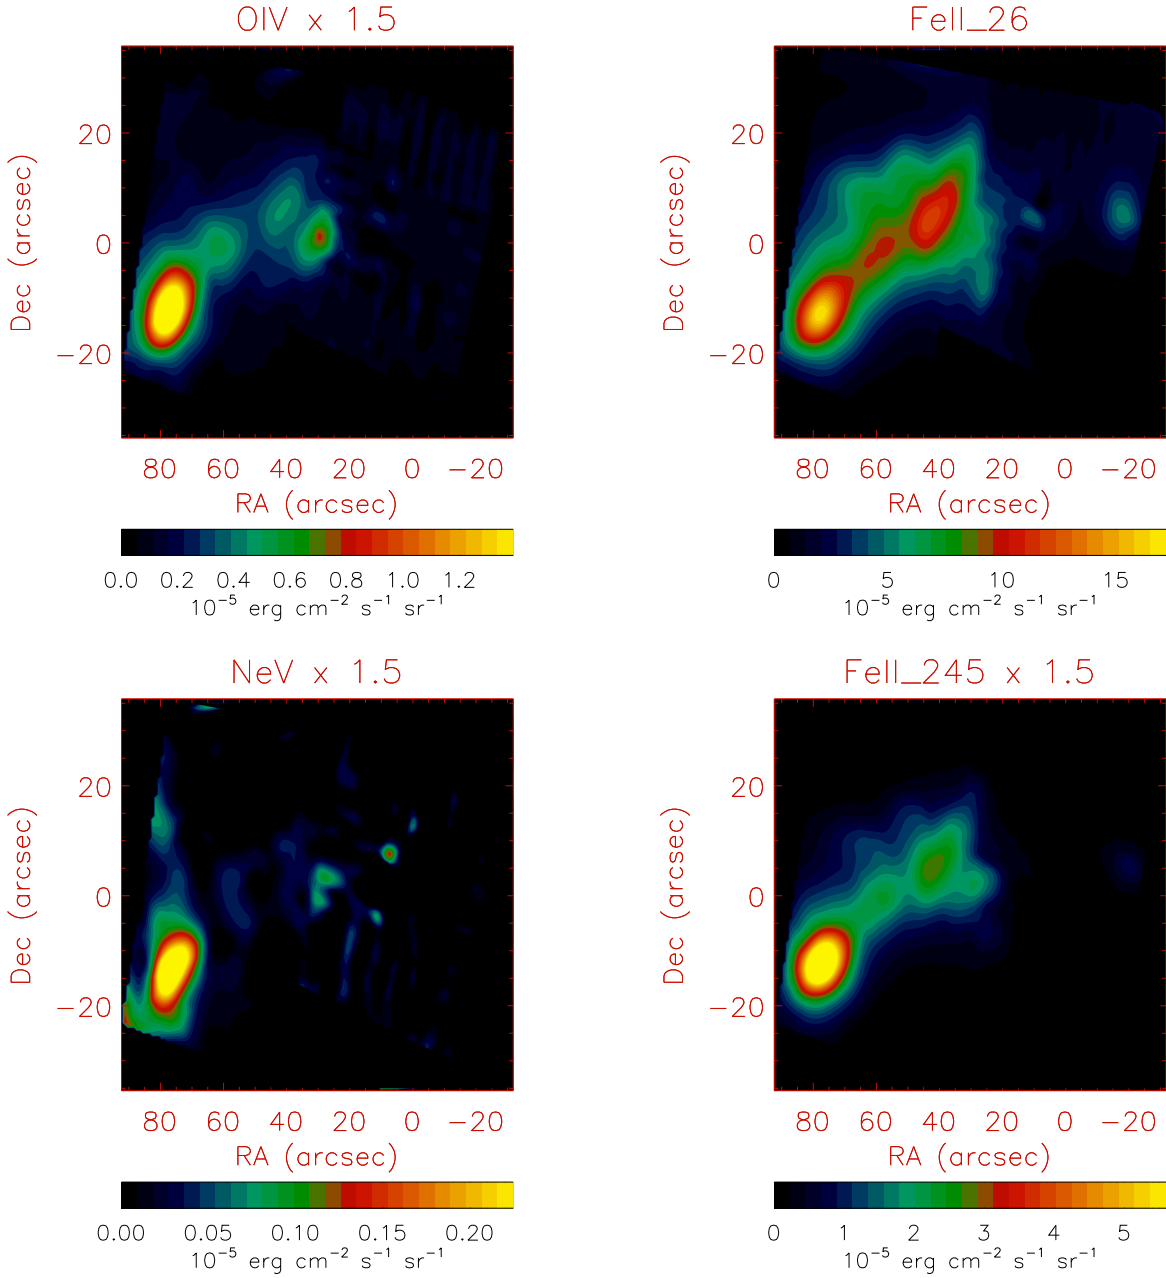 OIV x 1.5
20
0
−20
Dec (arcsec)
80 60 40 20 0 −20
RA (arcsec)
0.0 0.2 0.4 0.6 0.8 1.0 1.2
10⁻⁵ erg cm⁻² s⁻¹ sr⁻¹
FeII_26
20
0
−20
Dec (arcsec)
80 60 40 20 0 −20
RA (arcsec)
0 5 10 15
10⁻⁵ erg cm⁻² s⁻¹ sr⁻¹
NeV x 1.5
20
0
−20
Dec (arcsec)
80 60 40 20 0 −20
RA (arcsec)
0.00 0.05 0.10 0.15 0.20
10⁻⁵ erg cm⁻² s⁻¹ sr⁻¹
FeII_245 x 1.5
20
0
−20
Dec (arcsec)
80 60 40 20 0 −20
RA (arcsec)
0 1 2 3 4 5
10⁻⁵ erg cm⁻² s⁻¹ sr⁻¹